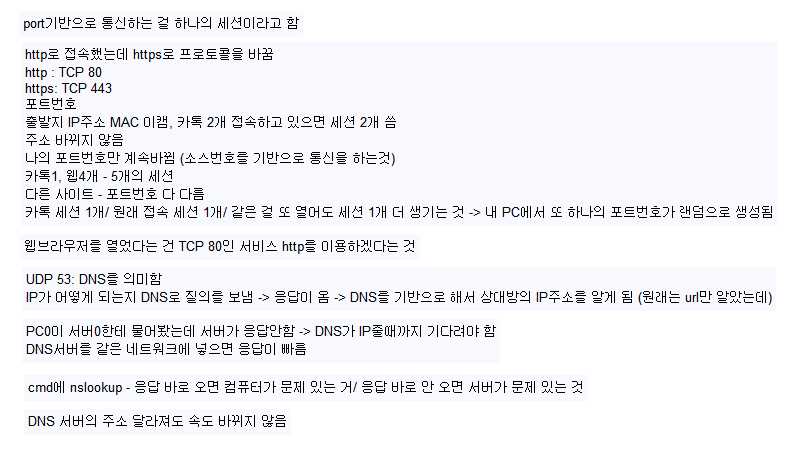 port기반으로 통신하는 걸 하나의 세션이라고 함
http로 접속했는데 https로 프로토콜을 바꿈
http : TCP 80
https: TCP 443
포트번호
출발지 IP주소 MAC 이캠, 카톡 2개 접속하고 있으면 세션 2개 씀
주소 바뀌지 않음
나의 포트번호만 계속바뀜 (소스번호를 기반으로 통신을 하는것)
카톡1, 웹4개 - 5개의 세션
다른 사이트 - 포트번호 다 다름
카톡 세션 1개/ 원래 접속 세션 1개/ 같은 걸 또 열어도 세션 1개 더 생기는 것 -> 내 PC에서 또 하나의 포트번호가 랜덤으로 생성됨
웹브라우저를 열었다는 건 TCP 80인 서비스 http를 이용하겠다는 것
UDP 53: DNS를 의미함
IP가 어떻게 되는지 DNS로 질의를 보냄 -> 응답이 옴 -> DNS를 기반으로 해서 상대방의 IP주소를 알게 됨 (원래는 url만 알았는데)
PC0이 서버0한테 물어봤는데 서버가 응답안함 -> DNS가 IP줄때까지 기다려야 함
DNS서버를 같은 네트워크에 넣으면 응답이 빠름
cmd에 nslookup - 응답 바로 오면 컴퓨터가 문제 있는 거/ 응답 바로 안 오면 서버가 문제 있는 것
DNS 서버의 주소 달라져도 속도 바뀌지 않음